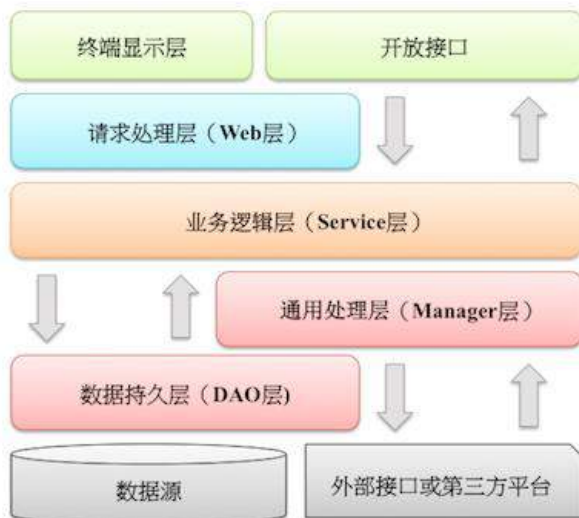 终端显示层
开放接口
请求处理层（Web层）
业务逻辑层（Service层）
通用处理层（Manager层）
数据持久层（DAO层)
数据源
外部接口或第三方平台